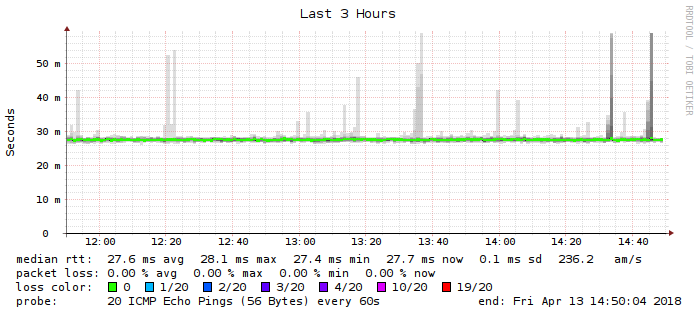 Last 3 Hours
RRDTOOL / TOBI OETIKER
Seconds
50 m
40 m
30 m
20 m
10 m
0
12:00 12:20 12:40 13:00 13:20 13:40 14:00 14:20 14:40
median rtt: 27.6 ms avg 28.1 ms max 27.4 ms min 27.7 ms now 0.1 ms sd 236.2 am/s
packet loss: 0.00 % avg 0.00 % max 0.00 % min 0.00 % now
loss color: 0 1/20 2/20 3/20 4/20 10/20 19/20
probe: 20 ICMP Echo Pings (56 Bytes) every 60s end: Fri Apr 13 14:50:04 2018